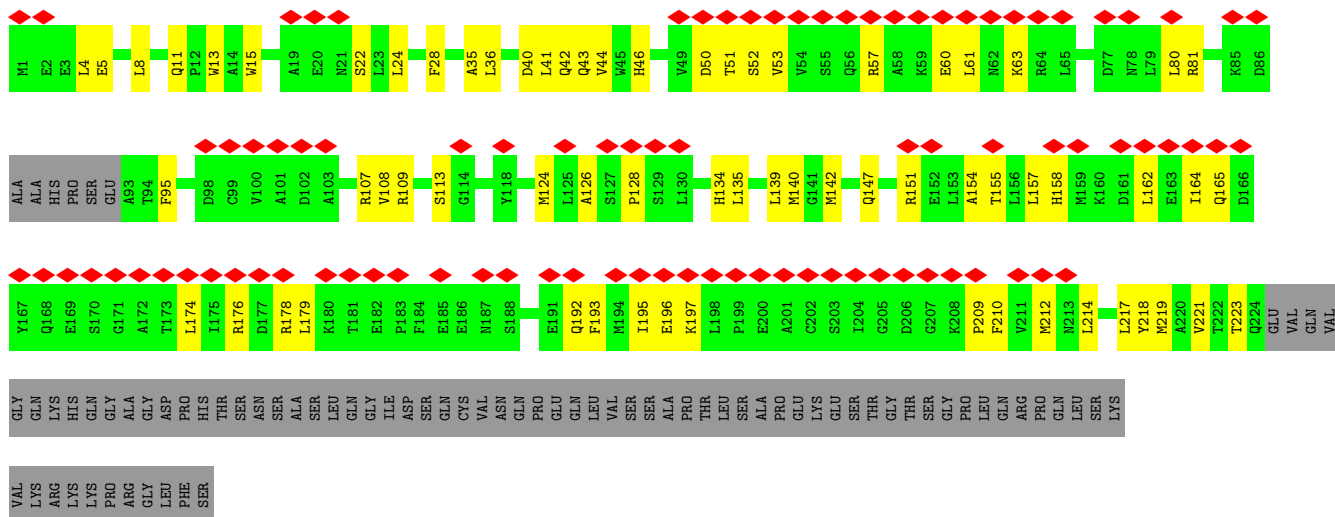 M1 E2 E3 L4 E5 L8 Q11 P12 W13 A14 W15 A19 E20 N21 S22 L23 L24 F28 A35 L36 D40 L41 Q42 Q43 V44 W45 H46 V49 D50 T51 S52 V53 V54 S55 Q56 R57 A58 K59 E60 L61 N62 K63 R64 L65 D77 N78 L79 L80 R81 K85 D86
ALA ALA HIS PRO SER GLU A93 T94 F95 D98 C99 V100 A101 D102 A103 R107 V108 R109 S113 G114 Y118 M124 L125 A126 S127 P128 S129 L130 H134 L135 L139 M140 G141 M142 Q147 R151 E152 L153 A154 T155 L156 L157 H158 M159 K160 D161 L162 E163 I164 Q165 D166
Y167 Q168 E169 S170 G171 A172 T173 L174 I175 R176 D177 R178 L179 K180 T181 E182 P183 F184 E185 E186 N187 S188 E191 Q192 F193 M194 I195 E196 K197 L198 P199 E200 A201 C202 S203 I204 G205 D206 G207 K208 P209 F210 V211 M212 N213 L214 L217 Y218 M219 A220 V221 T222 T223 Q224 GLU VAL GLN VAL
GLY GLN LYS HIS GLN GLY ALA GLY ASP PRO HIS THR SER ASN SER ALA SER LEU GLN GLY ILE ASP SER GLN CYS VAL ASN GLN PRO GLU GLN LEU VAL SER SER ALA PRO THR LEU SER ALA PRO GLU LYS GLU SER THR GLY THR SER GLY PRO LEU GLN ARG PRO GLN LEU SER LYS
VAL LYS ARG LYS LYS PRO ARG GLY LEU PHE SER